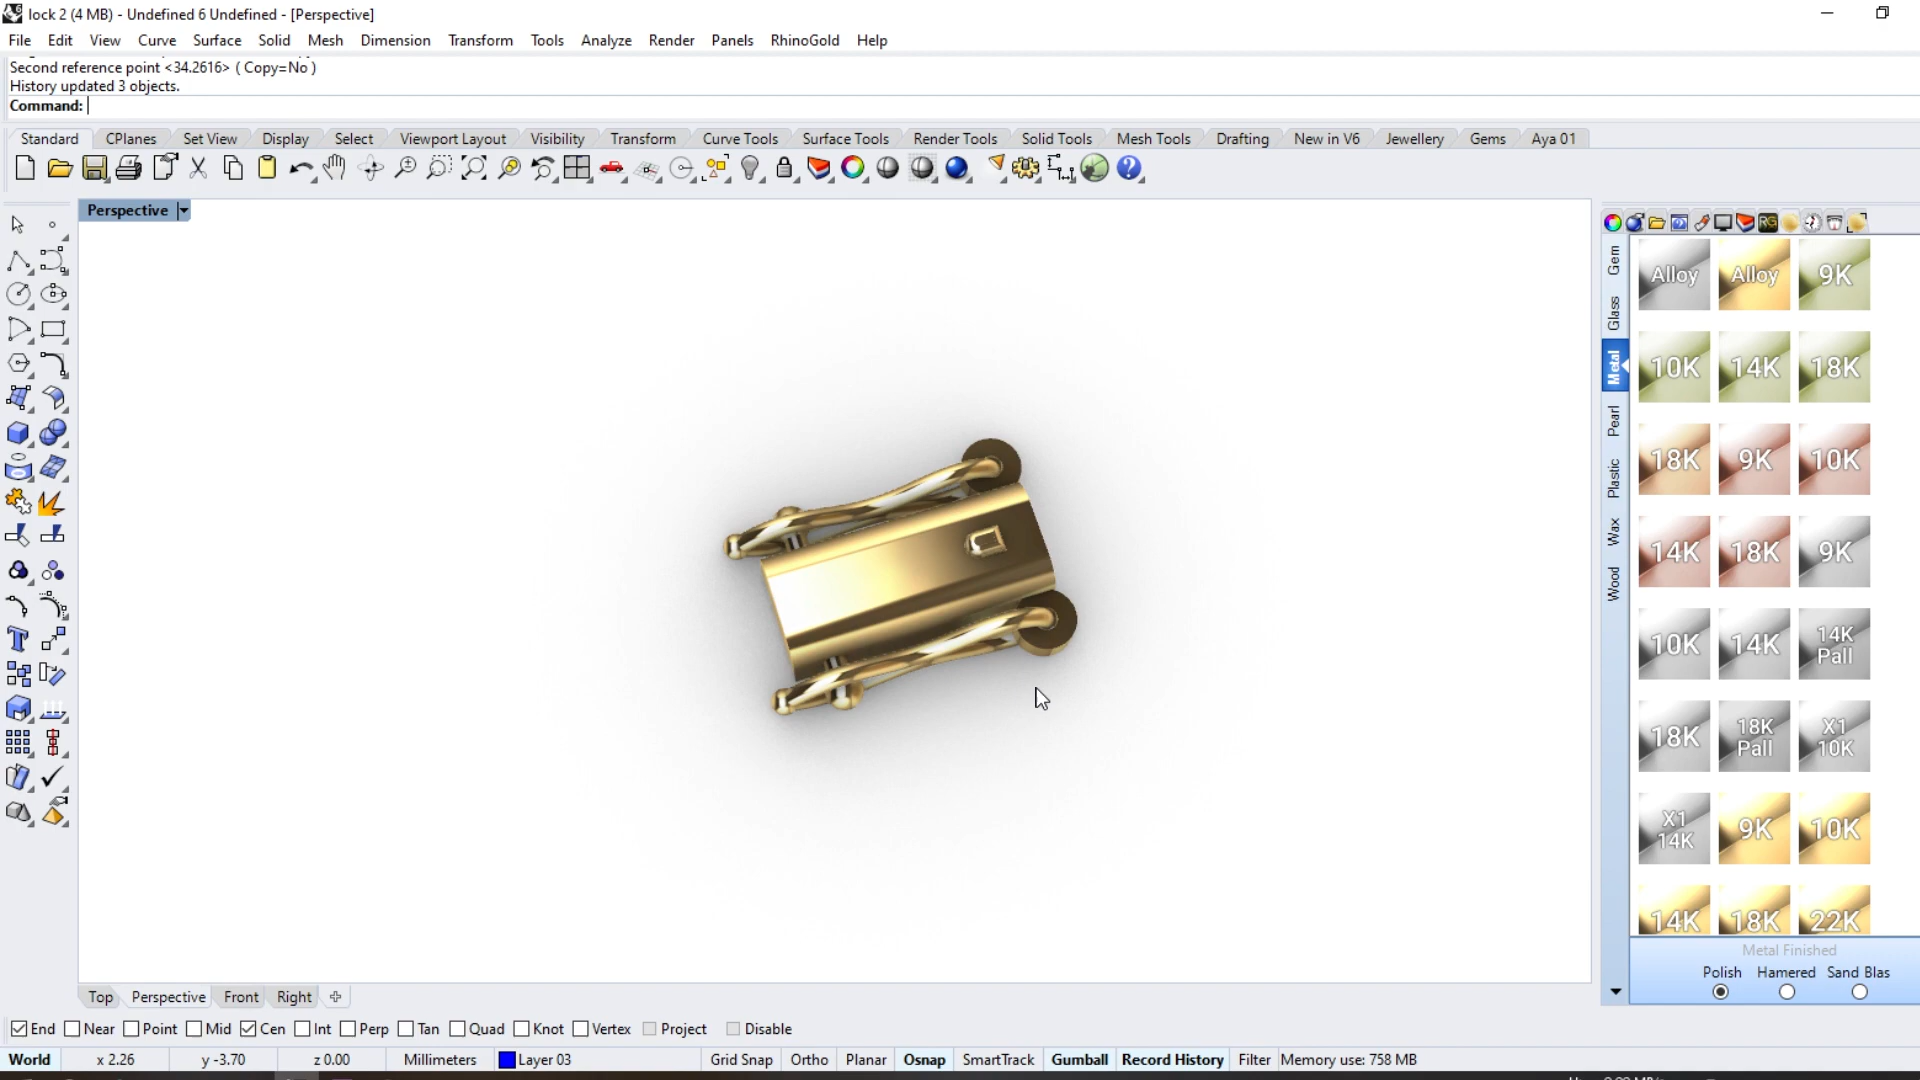 lock 2 (4 MB) - Undefined 6 Undefined - [Perspective]
File Edit View Curve Surface Solid Mesh Dimension Transform Tools Analyze Render Panels RhinoGold Help
Second reference point <34.2616> ( Copy=No )
History updated 3 objects.
Command:
Standard CPlanes Set View Display Select Viewport Layout Visibility Transform Curve Tools Surface Tools Render Tools Solid Tools Mesh Tools Drafting New in V6 Jewellery Gems Aya 01
Perspective
RG
Gem
Glass
Metal
Pearl
Plastic
Wax
Wood
Alloy Alloy 9K
10K 14K 18K
18K 9K 10K
14K 18K 9K
10K 14K 14K Pall
18K 18K Pall X1 10K
X1 14K 9K 10K
14K 18K 22K
Metal Finished
Polish Hamered Sand Blas
Top Perspective Front Right
End Near Point Mid Cen Int Perp Tan Quad Knot Vertex Project Disable
World x 2.26 y -3.70 z 0.00 Millimeters Layer 03 Grid Snap Ortho Planar Osnap SmartTrack Gumball Record History Filter Memory use: 758 MB